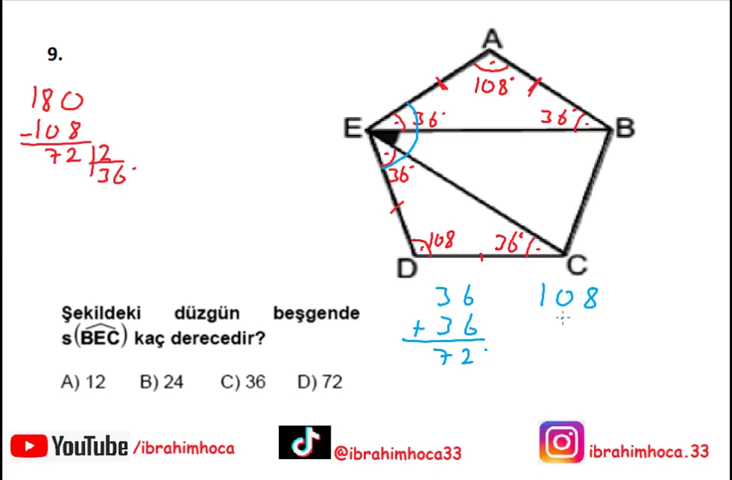 9.
180
-108
72 2
36.
A
108°
E 36° 36° B
36°
108 36°
D C
Şekildeki düzgün beşgende
s(BEC) kaç derecedir?
A) 12 B) 24 C) 36 D) 72
36
+ 36
72.
108
YouTube /ibrahimhoca
@ibrahimhoca33
ibrahimhoca.33